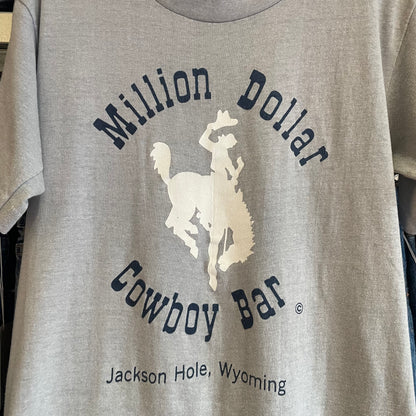 Million Dollar
Cowboy Bar ©
Jackson Hole, Wyoming